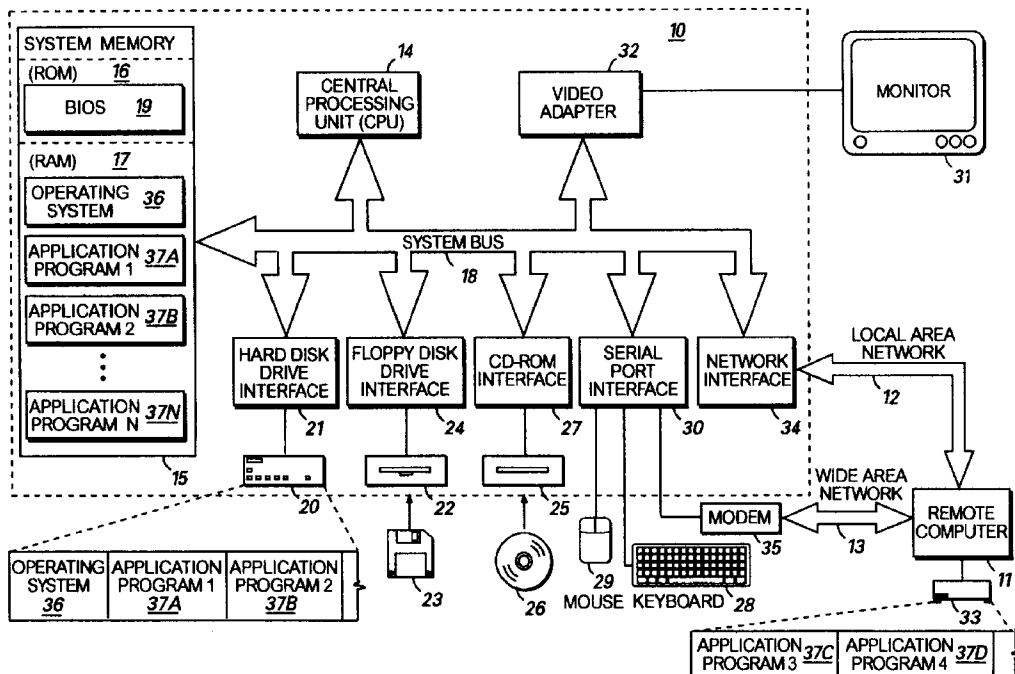 SYSTEM MEMORY
(ROM) 16
BIOS 19
(RAM) 17
OPERATING
SYSTEM 36
APPLICATION
PROGRAM 1 37A
APPLICATION
PROGRAM 2 37B
APPLICATION
PROGRAM N 37N
15
10
14
CENTRAL
PROCESSING
UNIT (CPU)
32
VIDEO
ADAPTER
MONITOR
31
SYSTEM BUS
18
HARD DISK
DRIVE
INTERFACE
21
FLOPPY DISK
DRIVE
INTERFACE
24
CD-ROM
INTERFACE
27
SERIAL
PORT
INTERFACE
30
NETWORK
INTERFACE
34
LOCAL AREA
NETWORK
12
20
22
25
WIDE AREA
NETWORK
13
MODEM
35
REMOTE
COMPUTER
11
33
23
26
29
MOUSE
KEYBOARD
28
OPERATING
SYSTEM
36
APPLICATION
PROGRAM 1
37A
APPLICATION
PROGRAM 2
37B
APPLICATION
PROGRAM 3 37C
APPLICATION
PROGRAM 4 37D